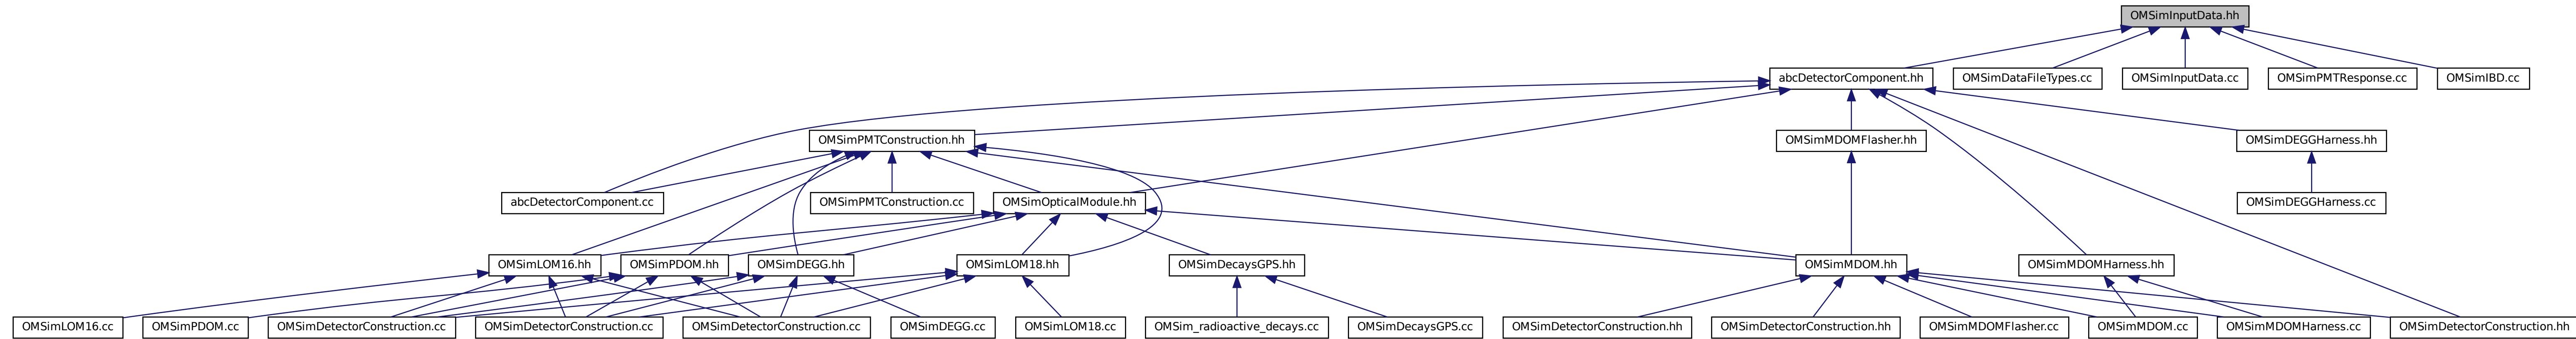 OMSimInputData.hh
abcDetectorComponent.hh
OMSimDataFileTypes.cc
OMSimInputData.cc
OMSimPMTResponse.cc
OMSimIBD.cc
OMSimPMTConstruction.hh
OMSimMDOMFlasher.hh
OMSimDEGGHarness.hh
abcDetectorComponent.cc
OMSimPMTConstruction.cc
OMSimOpticalModule.hh
OMSimDEGGHarness.cc
OMSimLOM16.hh
OMSimPDOM.hh
OMSimDEGG.hh
OMSimLOM18.hh
OMSimDecaysGPS.hh
OMSimMDOM.hh
OMSimMDOMHarness.hh
OMSimLOM16.cc
OMSimPDOM.cc
OMSimDetectorConstruction.cc
OMSimDetectorConstruction.cc
OMSimDetectorConstruction.cc
OMSimDEGG.cc
OMSimLOM18.cc
OMSim_radioactive_decays.cc
OMSimDecaysGPS.cc
OMSimDetectorConstruction.hh
OMSimDetectorConstruction.hh
OMSimMDOMFlasher.cc
OMSimMDOM.cc
OMSimMDOMHarness.cc
OMSimDetectorConstruction.hh